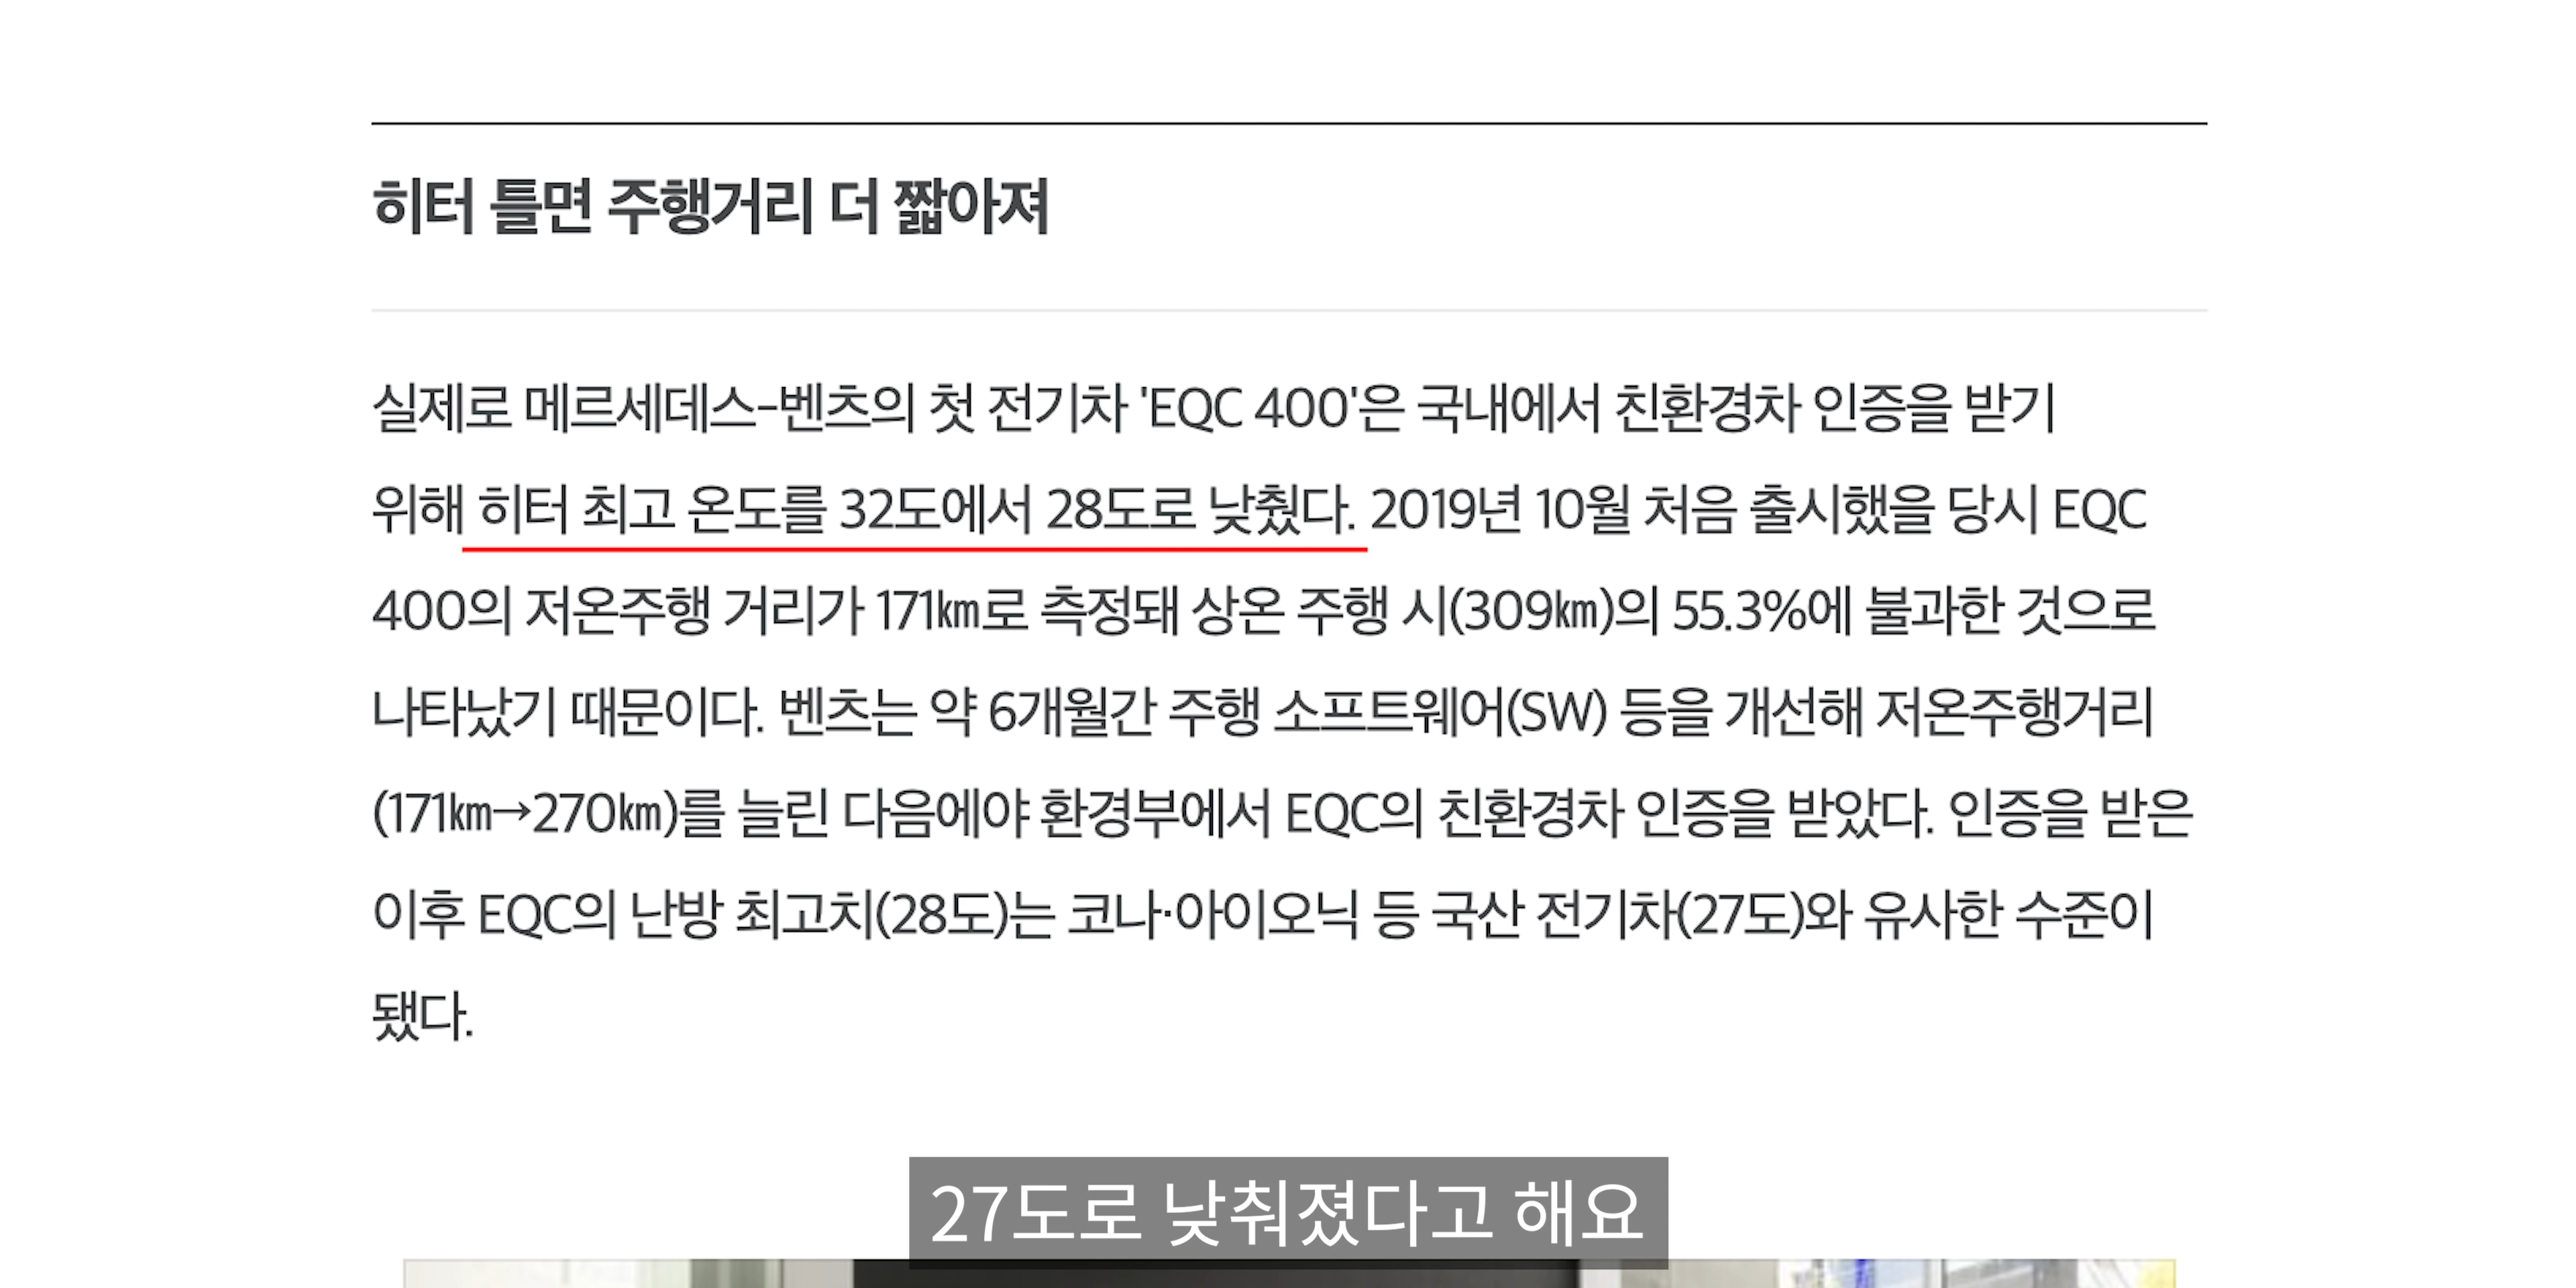 히터 틀면 주행거리 더 짧아져
실제로 메르세데스-벤츠의 첫 전기차 'EQC 400'은 국내에서 친환경차 인증을 받기
위해 히터 최고 온도를 32도에서 28도로 낮췄다. 2019년 10월 처음 출시했을 당시 EQC
400의 저온주행 거리가 171㎞로 측정돼 상온 주행 시(309㎞)의 55.3%에 불과한 것으로
나타났기 때문이다. 벤츠는 약 6개월간 주행 소프트웨어(SW) 등을 개선해 저온주행거리
(171㎞→270㎞)를 늘린 다음에야 환경부에서 EQC의 친환경차 인증을 받았다. 인증을 받은
이후 EQC의 난방 최고치(28도)는 코나·아이오닉 등 국산 전기차(27도)와 유사한 수준이
됐다.
27도로 낮춰졌다고 해요